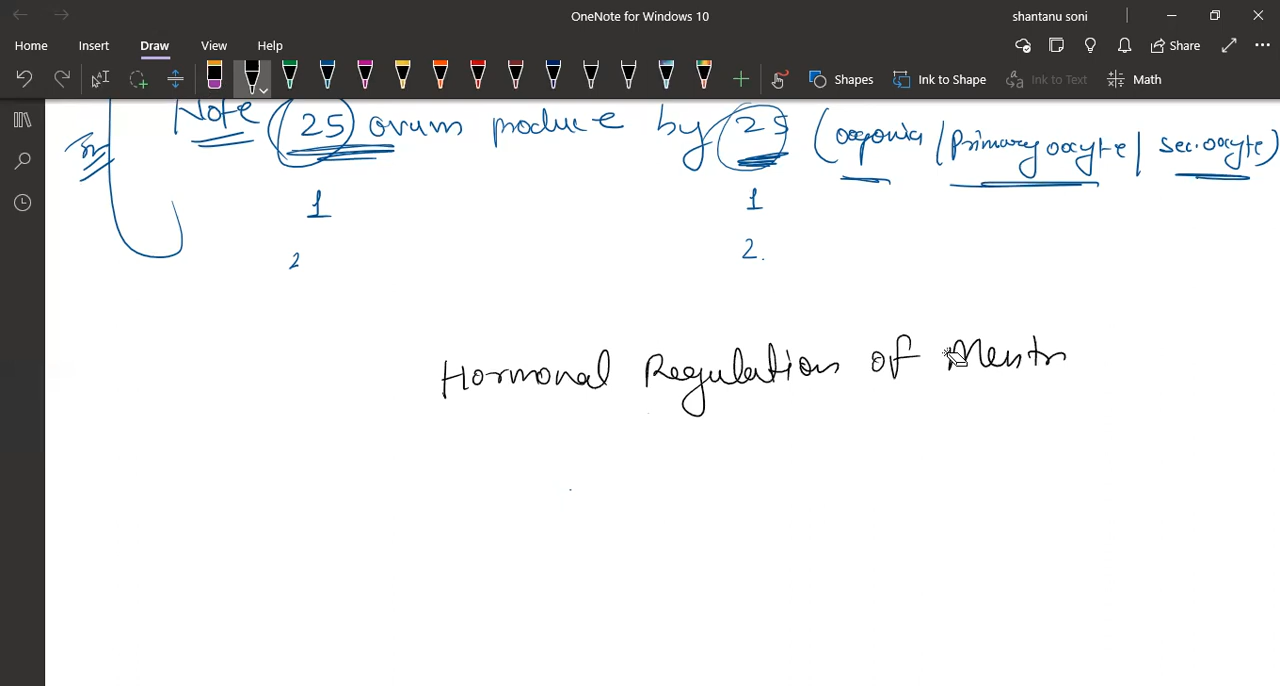 OneNote for Windows 10
shantanu soni
Home Insert Draw View Help
Share
Shapes Ink to Shape Ink to Text Math
Note 25 ovum produce by 25 (oogonia / Primary oocyte / sec. oocyte)
1 1
2 2.
Hormonal Regulation of Menstr